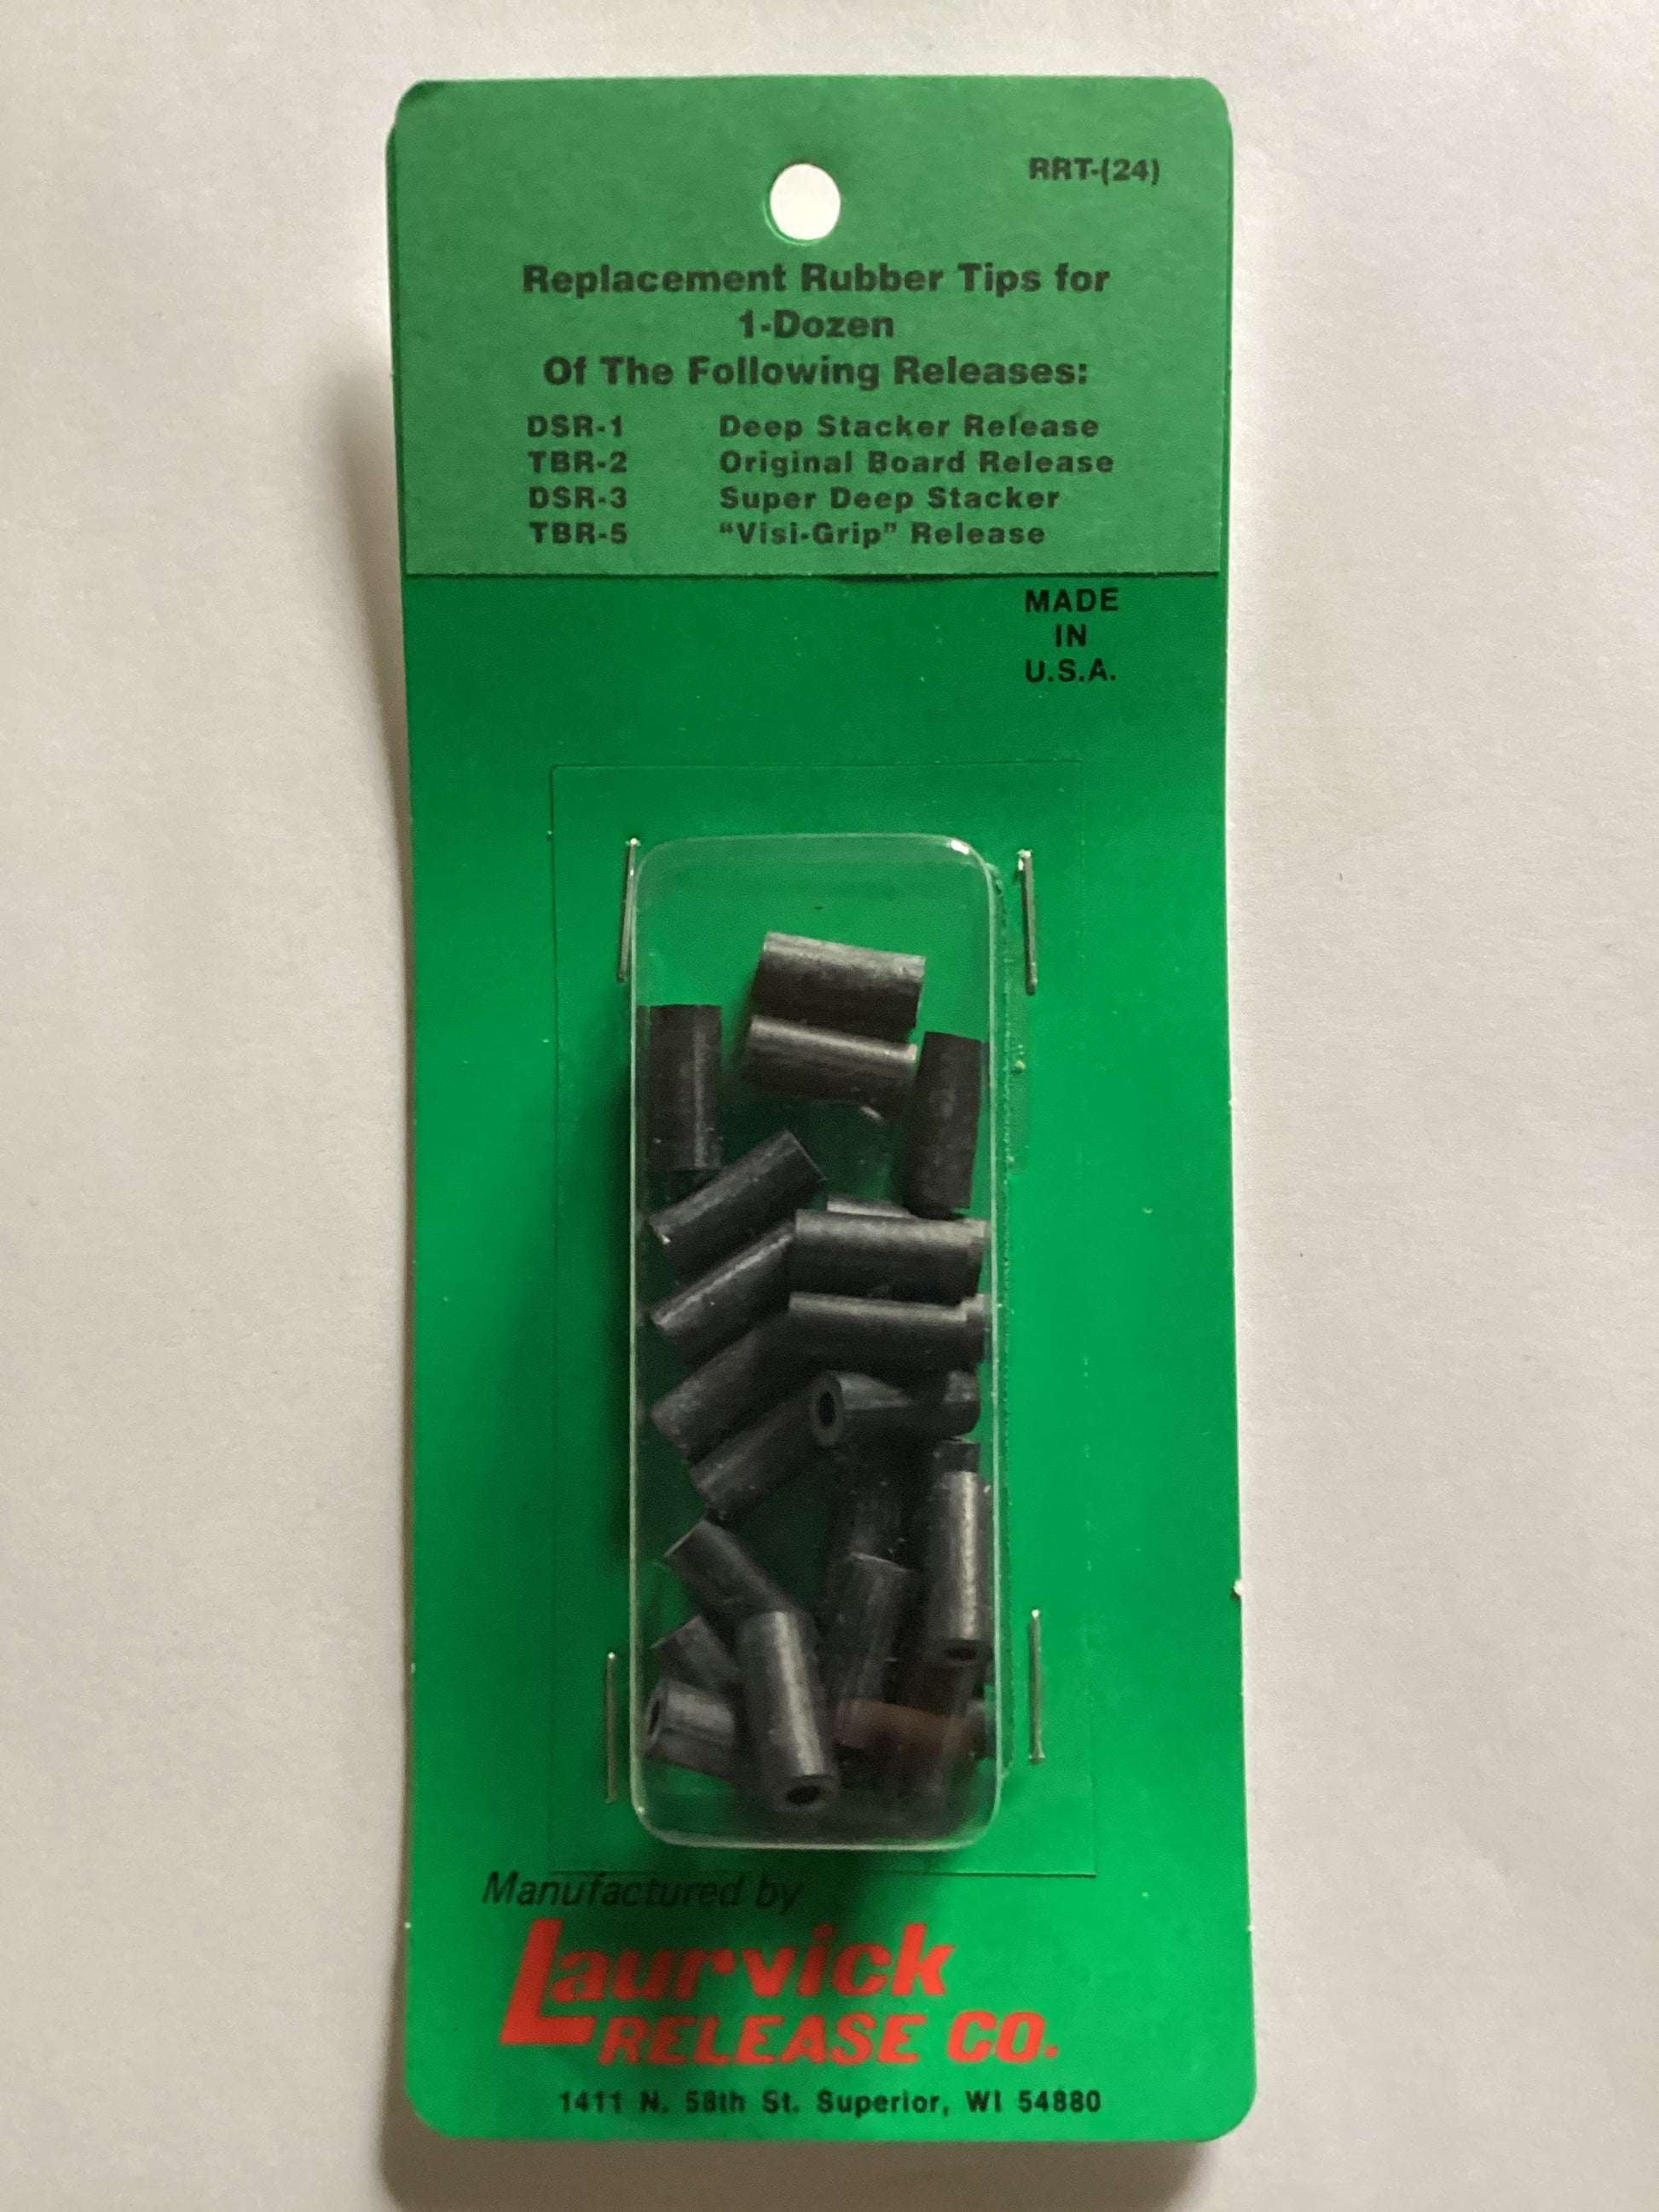 RRT-(24)
Replacement Rubber Tips for
1-Dozen
Of The Following Releases:
DSR-1 Deep Stacker Release
TBR-2 Original Board Release
DSR-3 Super Deep Stacker
TBR-5 “Visi-Grip” Release
MADE
IN
U.S.A.
Manufactured by
Laurvick
RELEASE CO.
1411 N. 58th St. Superior, WI 54880